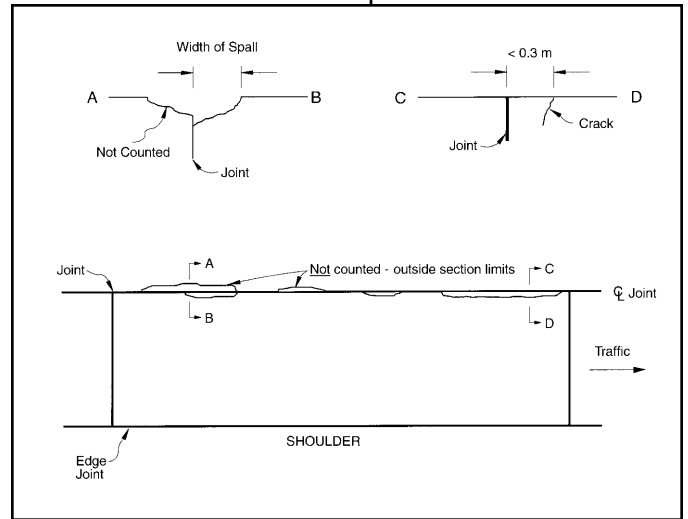 Width of Spall
< 0.3 m
A
B
C
D
Not Counted
Joint
Joint
Crack
Joint
A
Not counted - outside section limits
C
℄ Joint
B
D
Traffic
SHOULDER
Edge
Joint